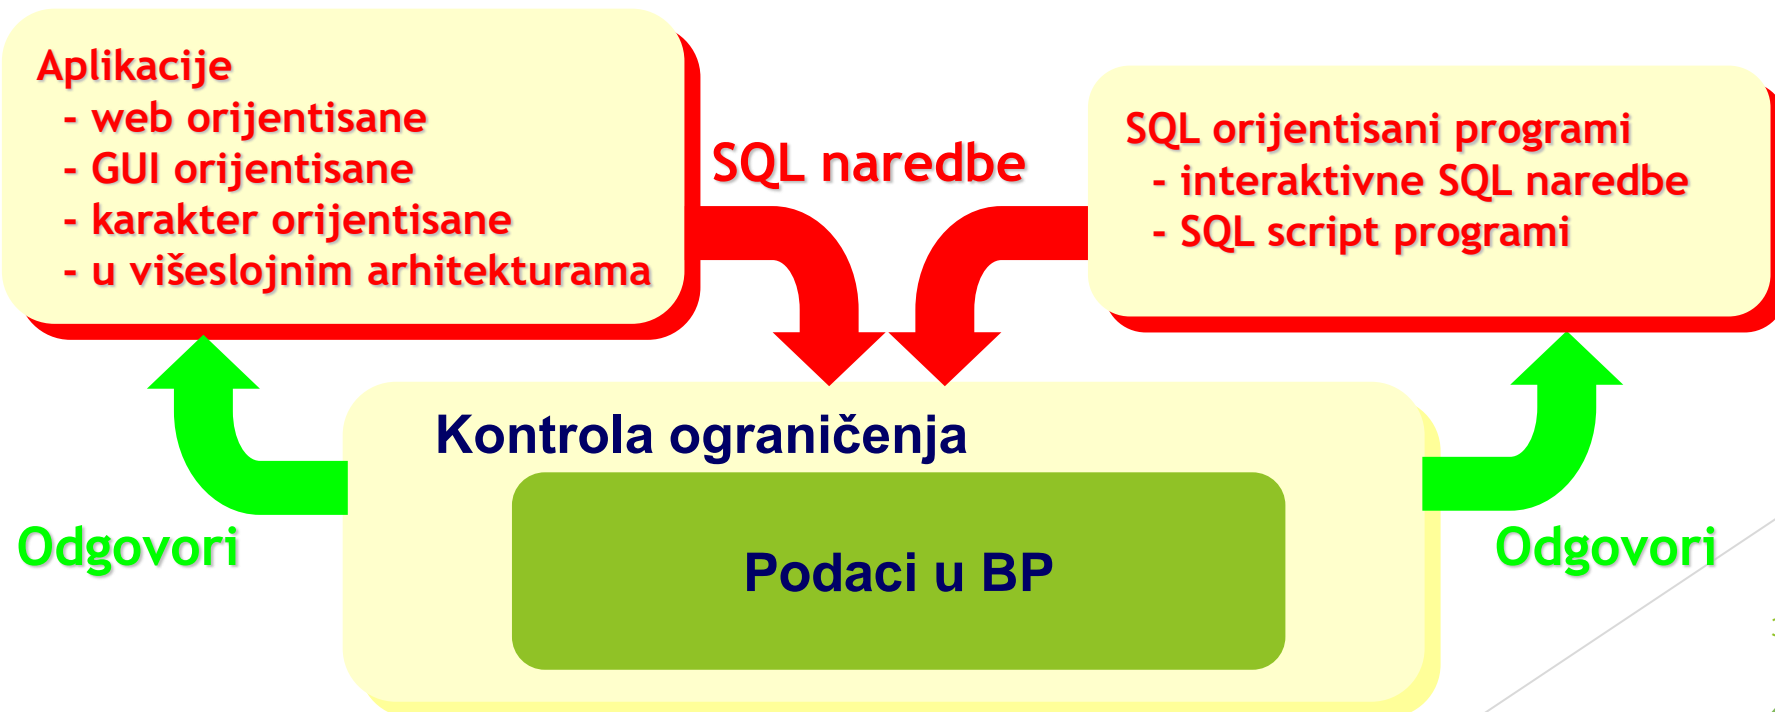 Aplikacije
- web orijentisane
- GUI orijentisane
- karakter orijentisane
- u višeslojnim arhitekturama
SQL naredbe
SQL orijentisani programi
- interaktivne SQL naredbe
- SQL script programi
Kontrola ograničenja
Podaci u BP
Odgovori
Odgovori